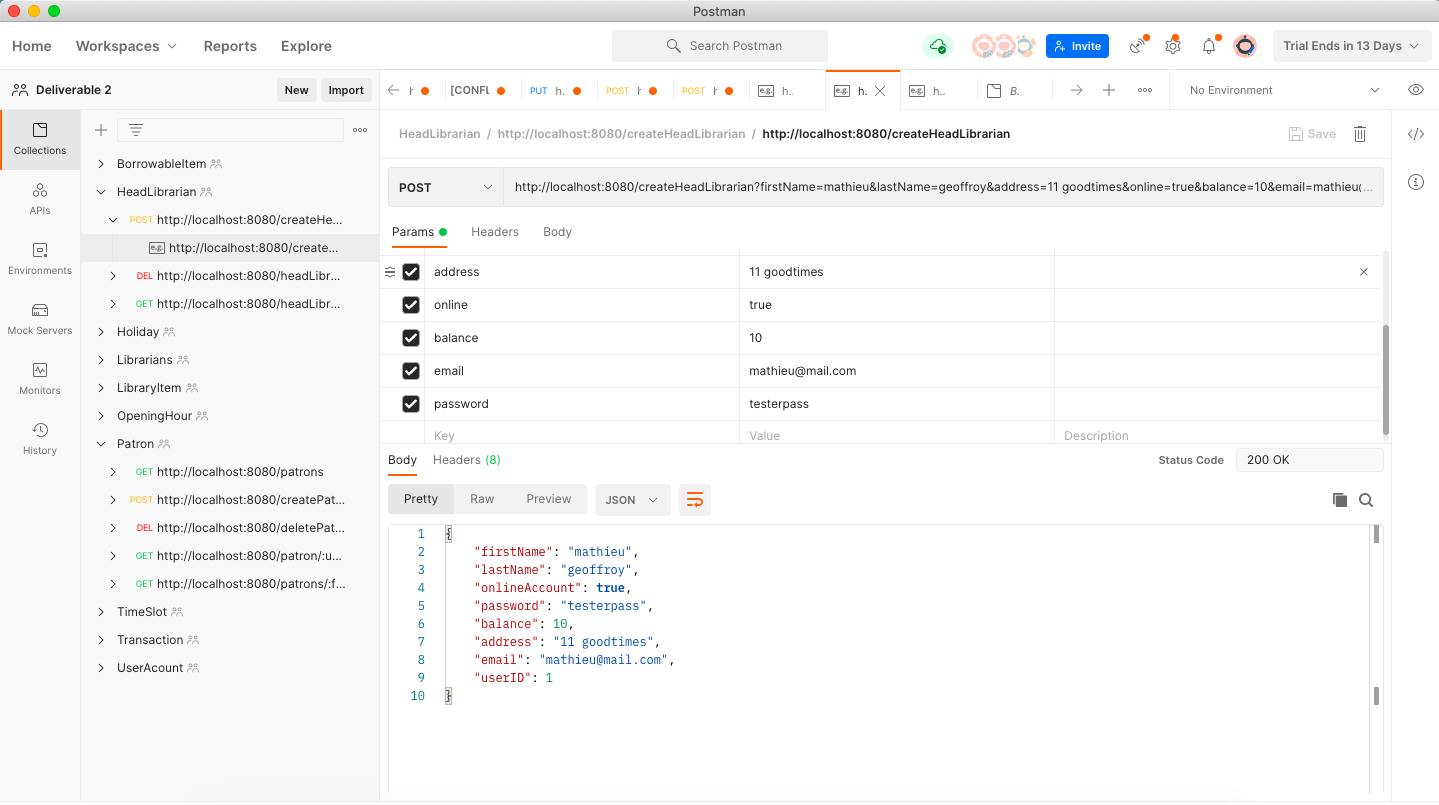 Postman
Home Workspaces Reports Explore Search Postman Invite Trial Ends in 13 Days
Deliverable 2 New Import
h [CONFL PUT h. POST h POST h e.g. h.. e.g. h. e.g. h.. B. No Environment
Collections
APIs
Environments
Mock Servers
Monitors
History
BorrowableItem
HeadLibrarian
POST http://localhost:8080/createHe...
e.g. http://localhost:8080/create...
DEL http://localhost:8080/headLibr...
GET http://localhost:8080/headLibr...
Holiday
Librarians
LibraryItem
OpeningHour
Patron
GET http://localhost:8080/patrons
POST http://localhost:8080/createPat...
DEL http://localhost:8080/deletePat...
GET http://localhost:8080/patron/:u...
GET http://localhost:8080/patrons/:f...
TimeSlot
Transaction
UserAcount
HeadLibrarian / http://localhost:8080/createHeadLibrarian / http://localhost:8080/createHeadLibrarian Save
POST http://localhost:8080/createHeadLibrarian?firstName=mathieu&lastName=geoffroy&address=11 goodtimes&online=true&balance=10&email=mathieu(...
Params Headers Body
address 11 goodtimes
online true
balance 10
email mathieu@mail.com
password testerpass
Key Value Description
Body Headers (8) Status Code 200 OK
Pretty Raw Preview JSON
1 {
2 "firstName": "mathieu",
3 "lastName": "geoffroy",
4 "onlineAccount": true,
5 "password": "testerpass",
6 "balance": 10,
7 "address": "11 goodtimes",
8 "email": "mathieu@mail.com",
9 "userID": 1
10 }